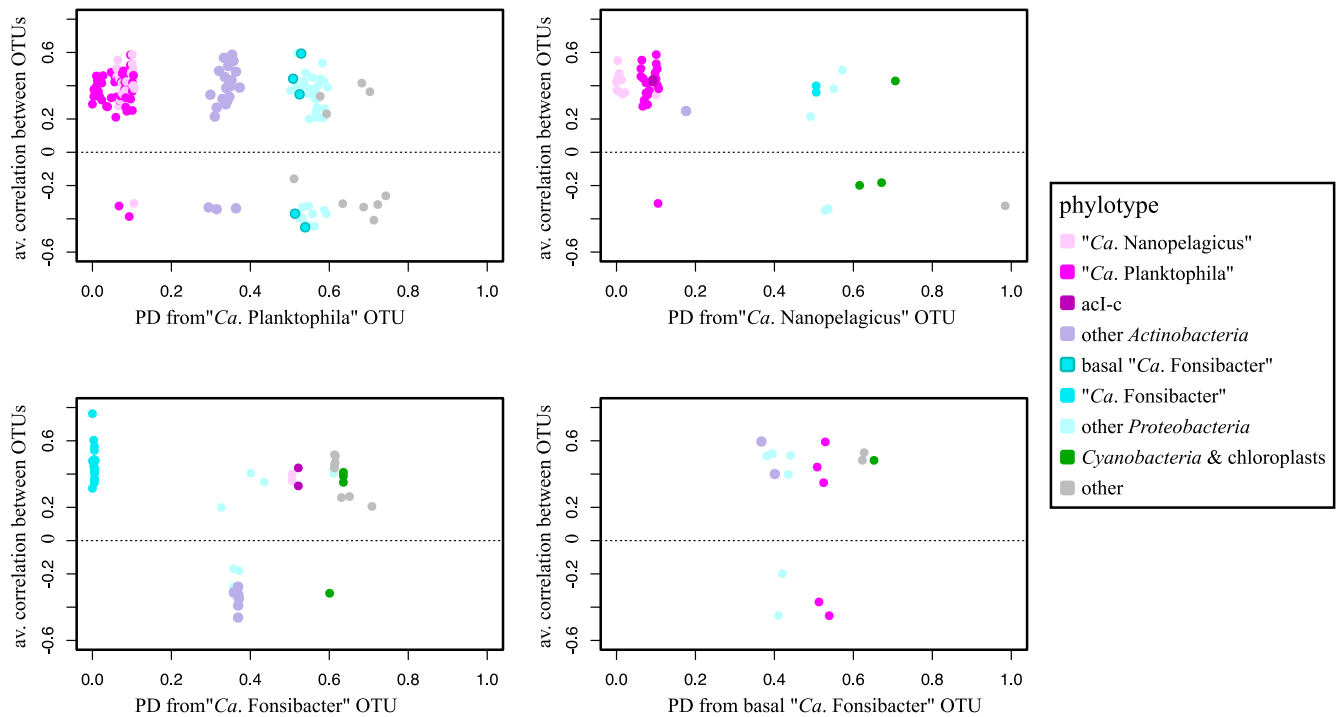 av. correlation between OTUs
0.6
0.2
0
-0.2
-0.6
0.0 0.2 0.4 0.6 0.8 1.0
PD from"Ca. Planktophila" OTU
av. correlation between OTUs
0.6
0.2
0
-0.2
-0.6
0.0 0.2 0.4 0.6 0.8 1.0
PD from"Ca. Nanopelagicus" OTU
phylotype
"Ca. Nanopelagicus"
"Ca. Planktophila"
acI-c
other Actinobacteria
basal "Ca. Fonsibacter"
"Ca. Fonsibacter"
other Proteobacteria
Cyanobacteria & chloroplasts
other
av. correlation between OTUs
0.6
0.2
0
-0.2
-0.6
0.0 0.2 0.4 0.6 0.8 1.0
PD from"Ca. Fonsibacter" OTU
av. correlation between OTUs
0.6
0.2
0
-0.2
-0.6
0.0 0.2 0.4 0.6 0.8 1.0
PD from basal "Ca. Fonsibacter" OTU